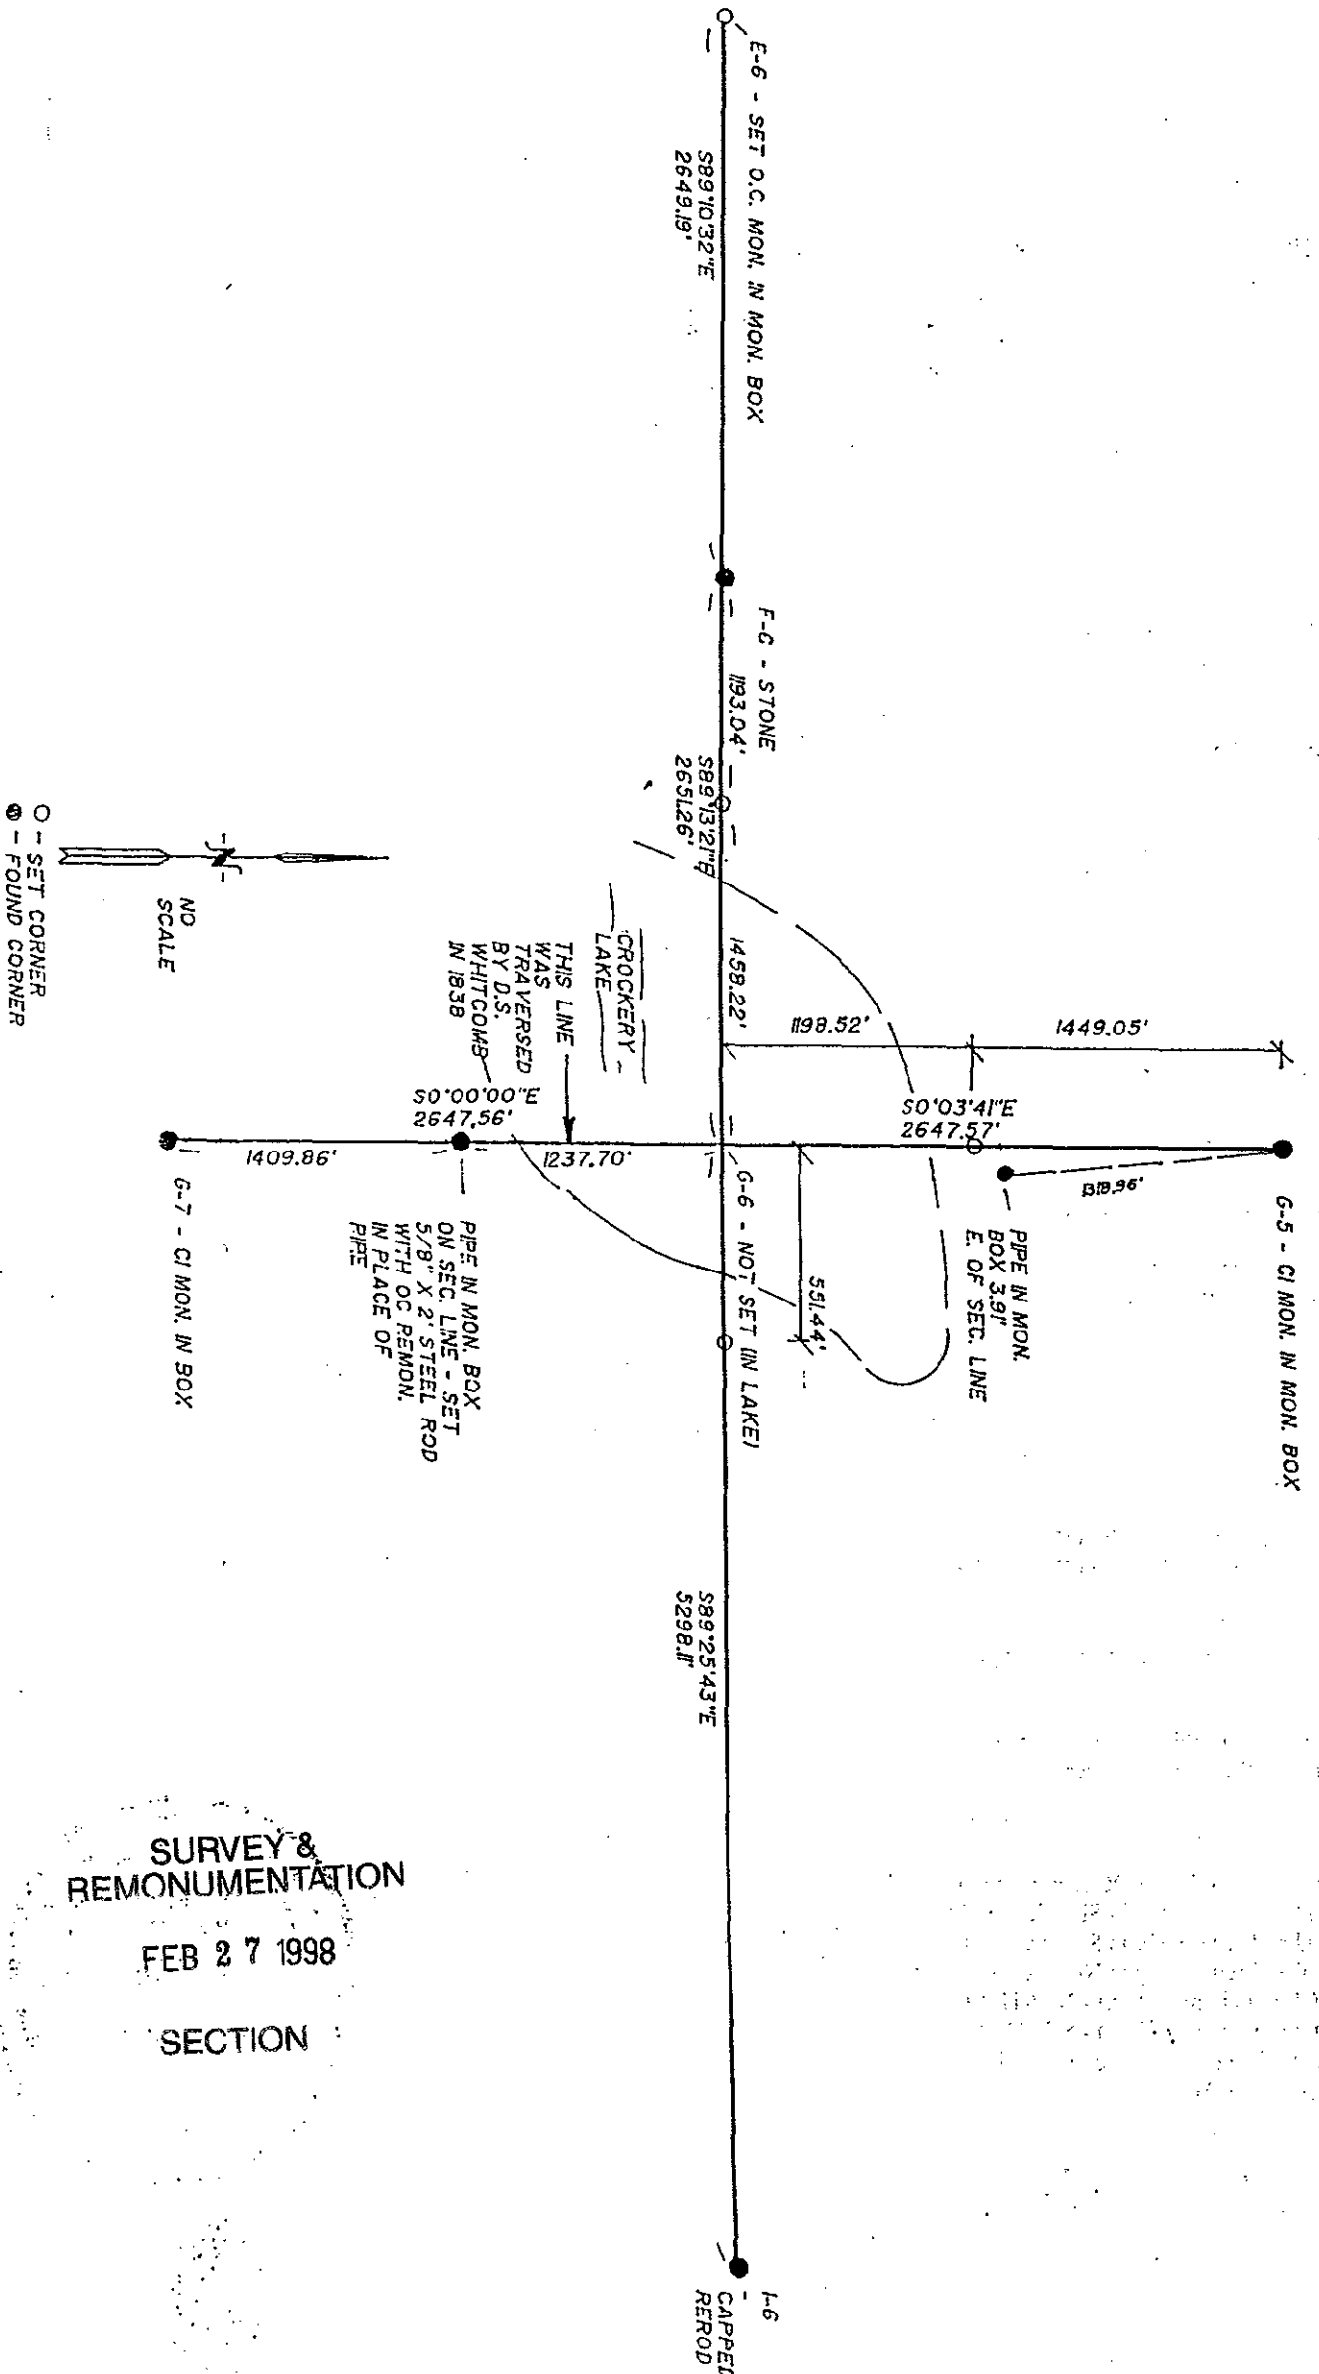 E-6 - SET O.C. MON. IN MON. BOX
S89°10'32"E
2649.19'
F-6 - STONE
1193.04'
S89°13'21"E
2651.26'
1458.22'
1198.52'
1449.05'
S0°03'41"E
2647.57'
1319.96'
G-5 - CI MON. IN MON. BOX
PIPE IN MON.
BOX 3.91'
E. OF SEC. LINE
G-6 - NOT SET (IN LAKE)
551.44'
CROCKERY
LAKE
THIS LINE
WAS
TRAVERSED
BY D.S.
WHITCOMB
IN 1838
S0°00'00"E
2647.56'
1409.86'
1237.70'
PIPE IN MON. BOX
ON SEC. LINE - SET
5/8" X 2' STEEL ROD
WITH OC REMON.
IN PLACE OF
PIPE
G-7 - CI MON. IN BOX
N
NO
SCALE
O - SET CORNER
- FOUND CORNER
S89°25'43"E
5298.11'
I-6
-
CAPPED
REROD
SURVEY &
REMONUMENTATION
FEB 27 1998
SECTION